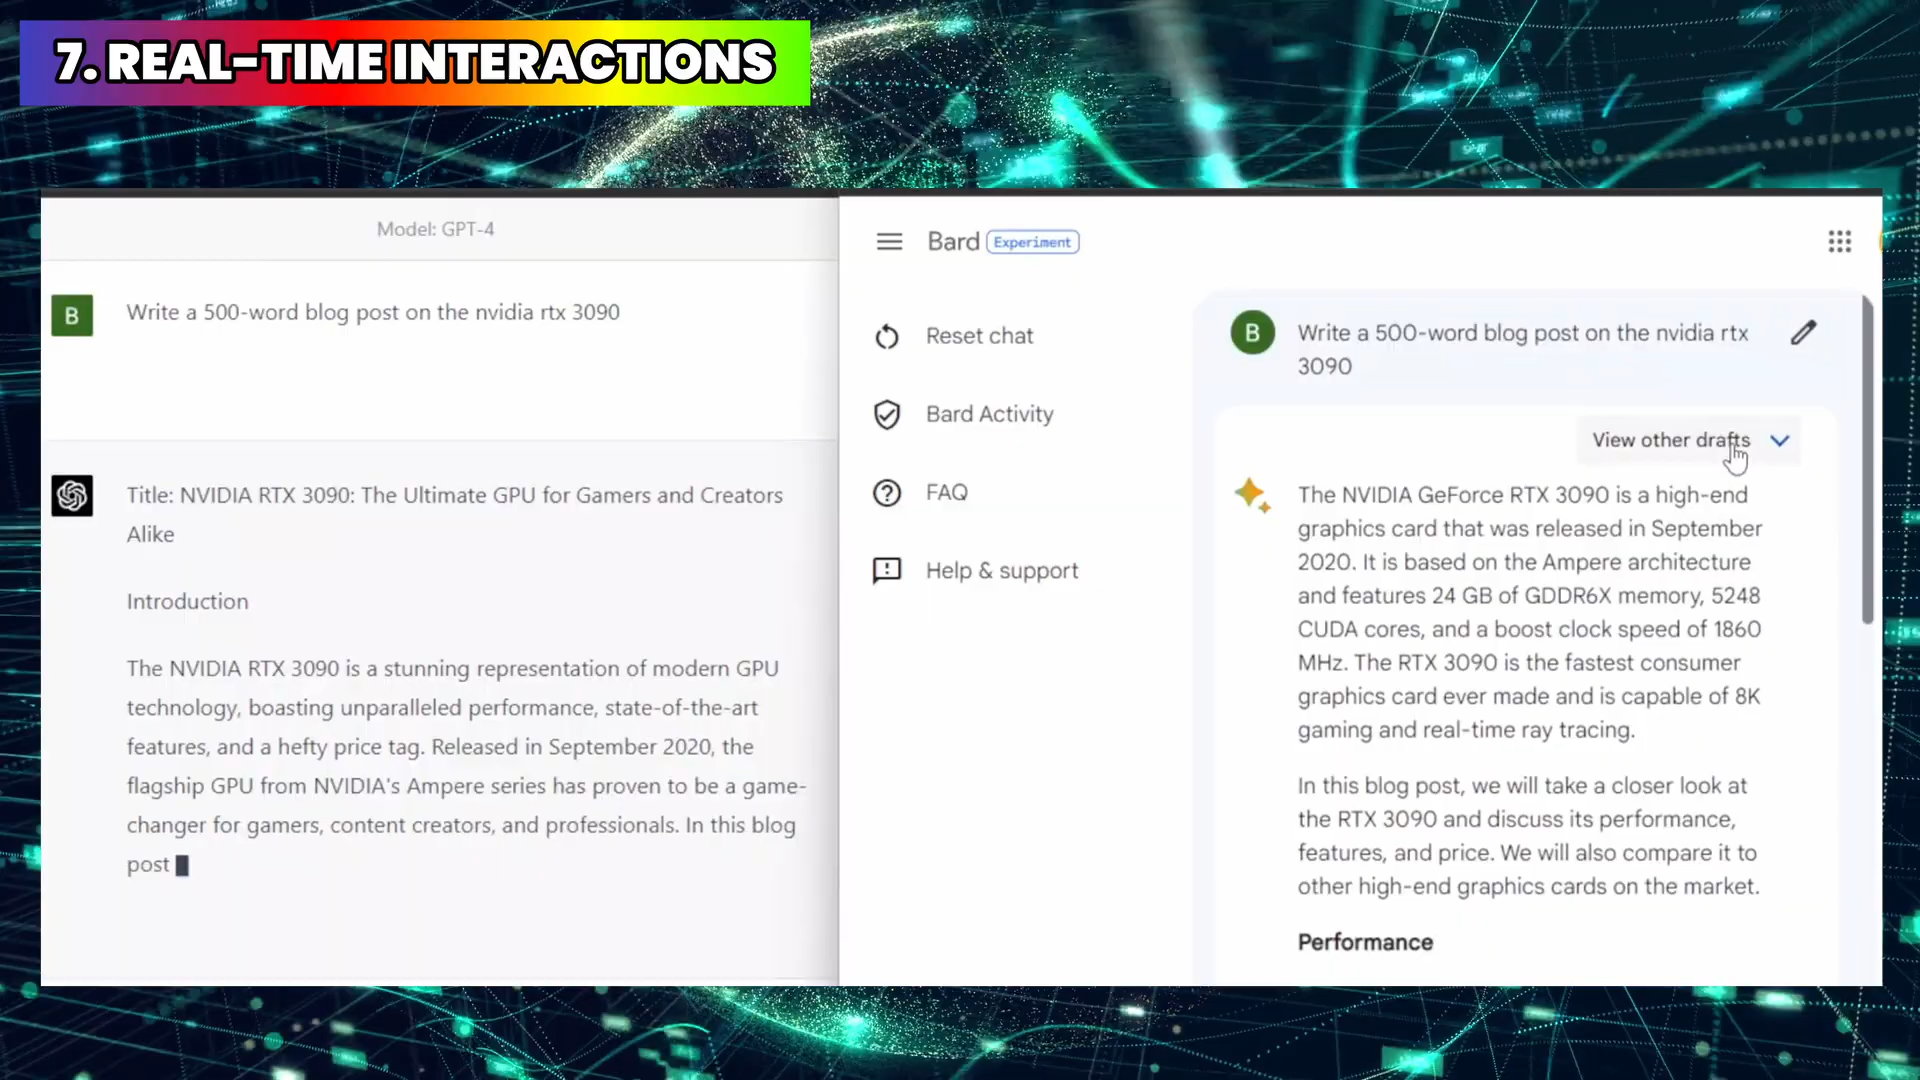 7. REAL-TIME INTERACTIONS
Model: GPT-4
B
Write a 500-word blog post on the nvidia rtx 3090
Title: NVIDIA RTX 3090: The Ultimate GPU for Gamers and Creators
Alike
Introduction
The NVIDIA RTX 3090 is a stunning representation of modern GPU
technology, boasting unparalleled performance, state-of-the-art
features, and a hefty price tag. Released in September 2020, the
flagship GPU from NVIDIA's Ampere series has proven to be a game-
changer for gamers, content creators, and professionals. In this blog
post
Bard Experiment
Reset chat
Bard Activity
FAQ
Help & support
B
Write a 500-word blog post on the nvidia rtx
3090
View other drafts
The NVIDIA GeForce RTX 3090 is a high-end
graphics card that was released in September
2020. It is based on the Ampere architecture
and features 24 GB of GDDR6X memory, 5248
CUDA cores, and a boost clock speed of 1860
MHz. The RTX 3090 is the fastest consumer
graphics card ever made and is capable of 8K
gaming and real-time ray tracing.
In this blog post, we will take a closer look at
the RTX 3090 and discuss its performance,
features, and price. We will also compare it to
other high-end graphics cards on the market.
Performance